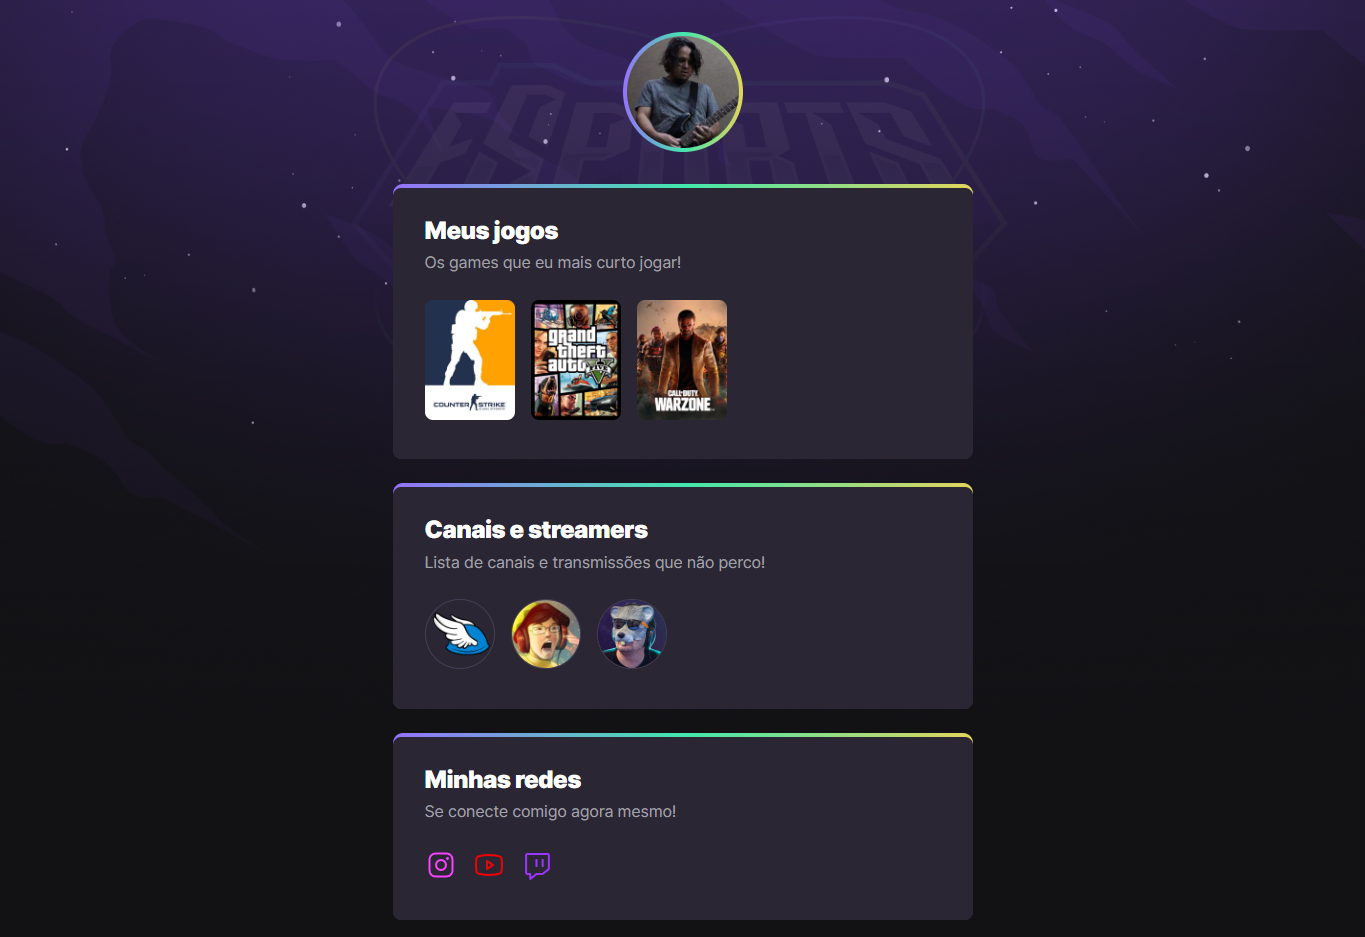 ESPORTS
Meus jogos
Os games que eu mais curto jogar!
COUNTER STRIKE
grand
theft
auto
FIVE
CALL OF DUTY
WARZONE
Canais e streamers
Lista de canais e transmissões que não perco!
Minhas redes
Se conecte comigo agora mesmo!